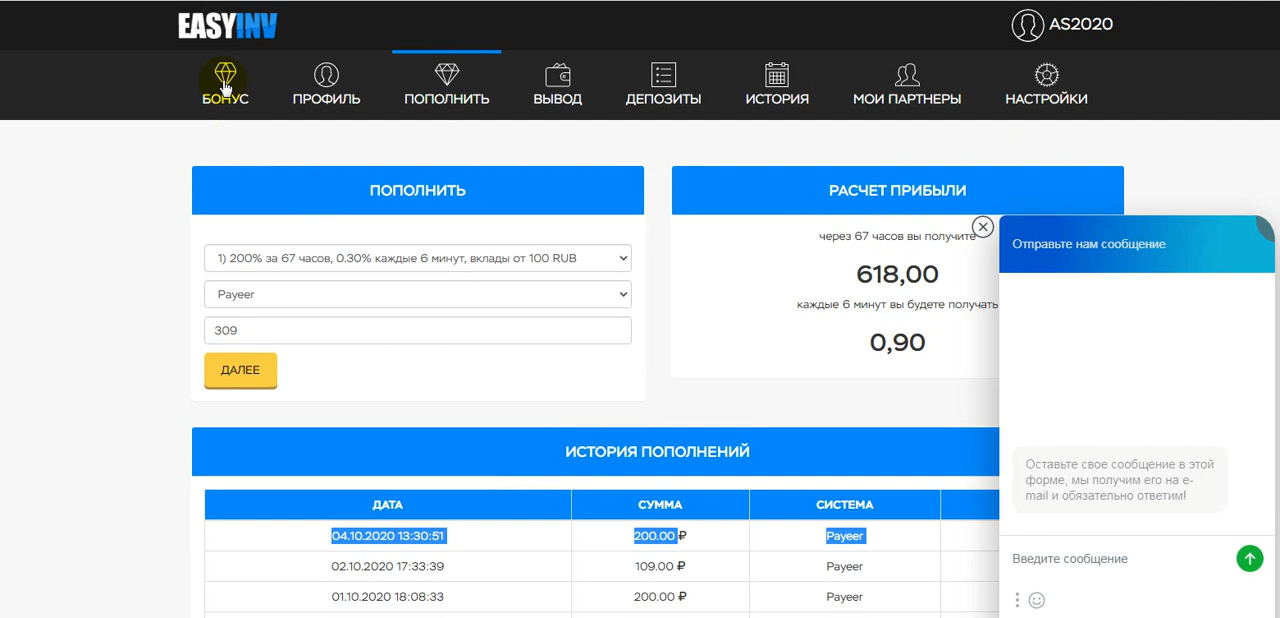 EASYINV
AS2020
БОНУС
ПРОФИЛЬ
ПОПОЛНИТЬ
ВЫВОД
ДЕПОЗИТЫ
ИСТОРИЯ
МОИ ПАРТНЕРЫ
НАСТРОЙКИ
ПОПОЛНИТЬ
1) 200% за 67 часов, 0.30% каждые 6 минут, вклады от 100 RUB
Payeer
309
ДАЛЕЕ
РАСЧЕТ ПРИБЫЛИ
через 67 часов вы получите
618,00
каждые 6 минут вы будете получать
0,90
ИСТОРИЯ ПОПОЛНЕНИЙ
ДАТА СУММА СИСТЕМА
04.10.2020 13:30:51 200.00 ₽ Payeer
02.10.2020 17:33:39 109.00 ₽ Payeer
01.10.2020 18:08:33 200.00 ₽ Payeer
Отправьте нам сообщение
Оставьте свое сообщение в этой
форме, мы получим его на e-
mail и обязательно ответим!
Введите сообщение